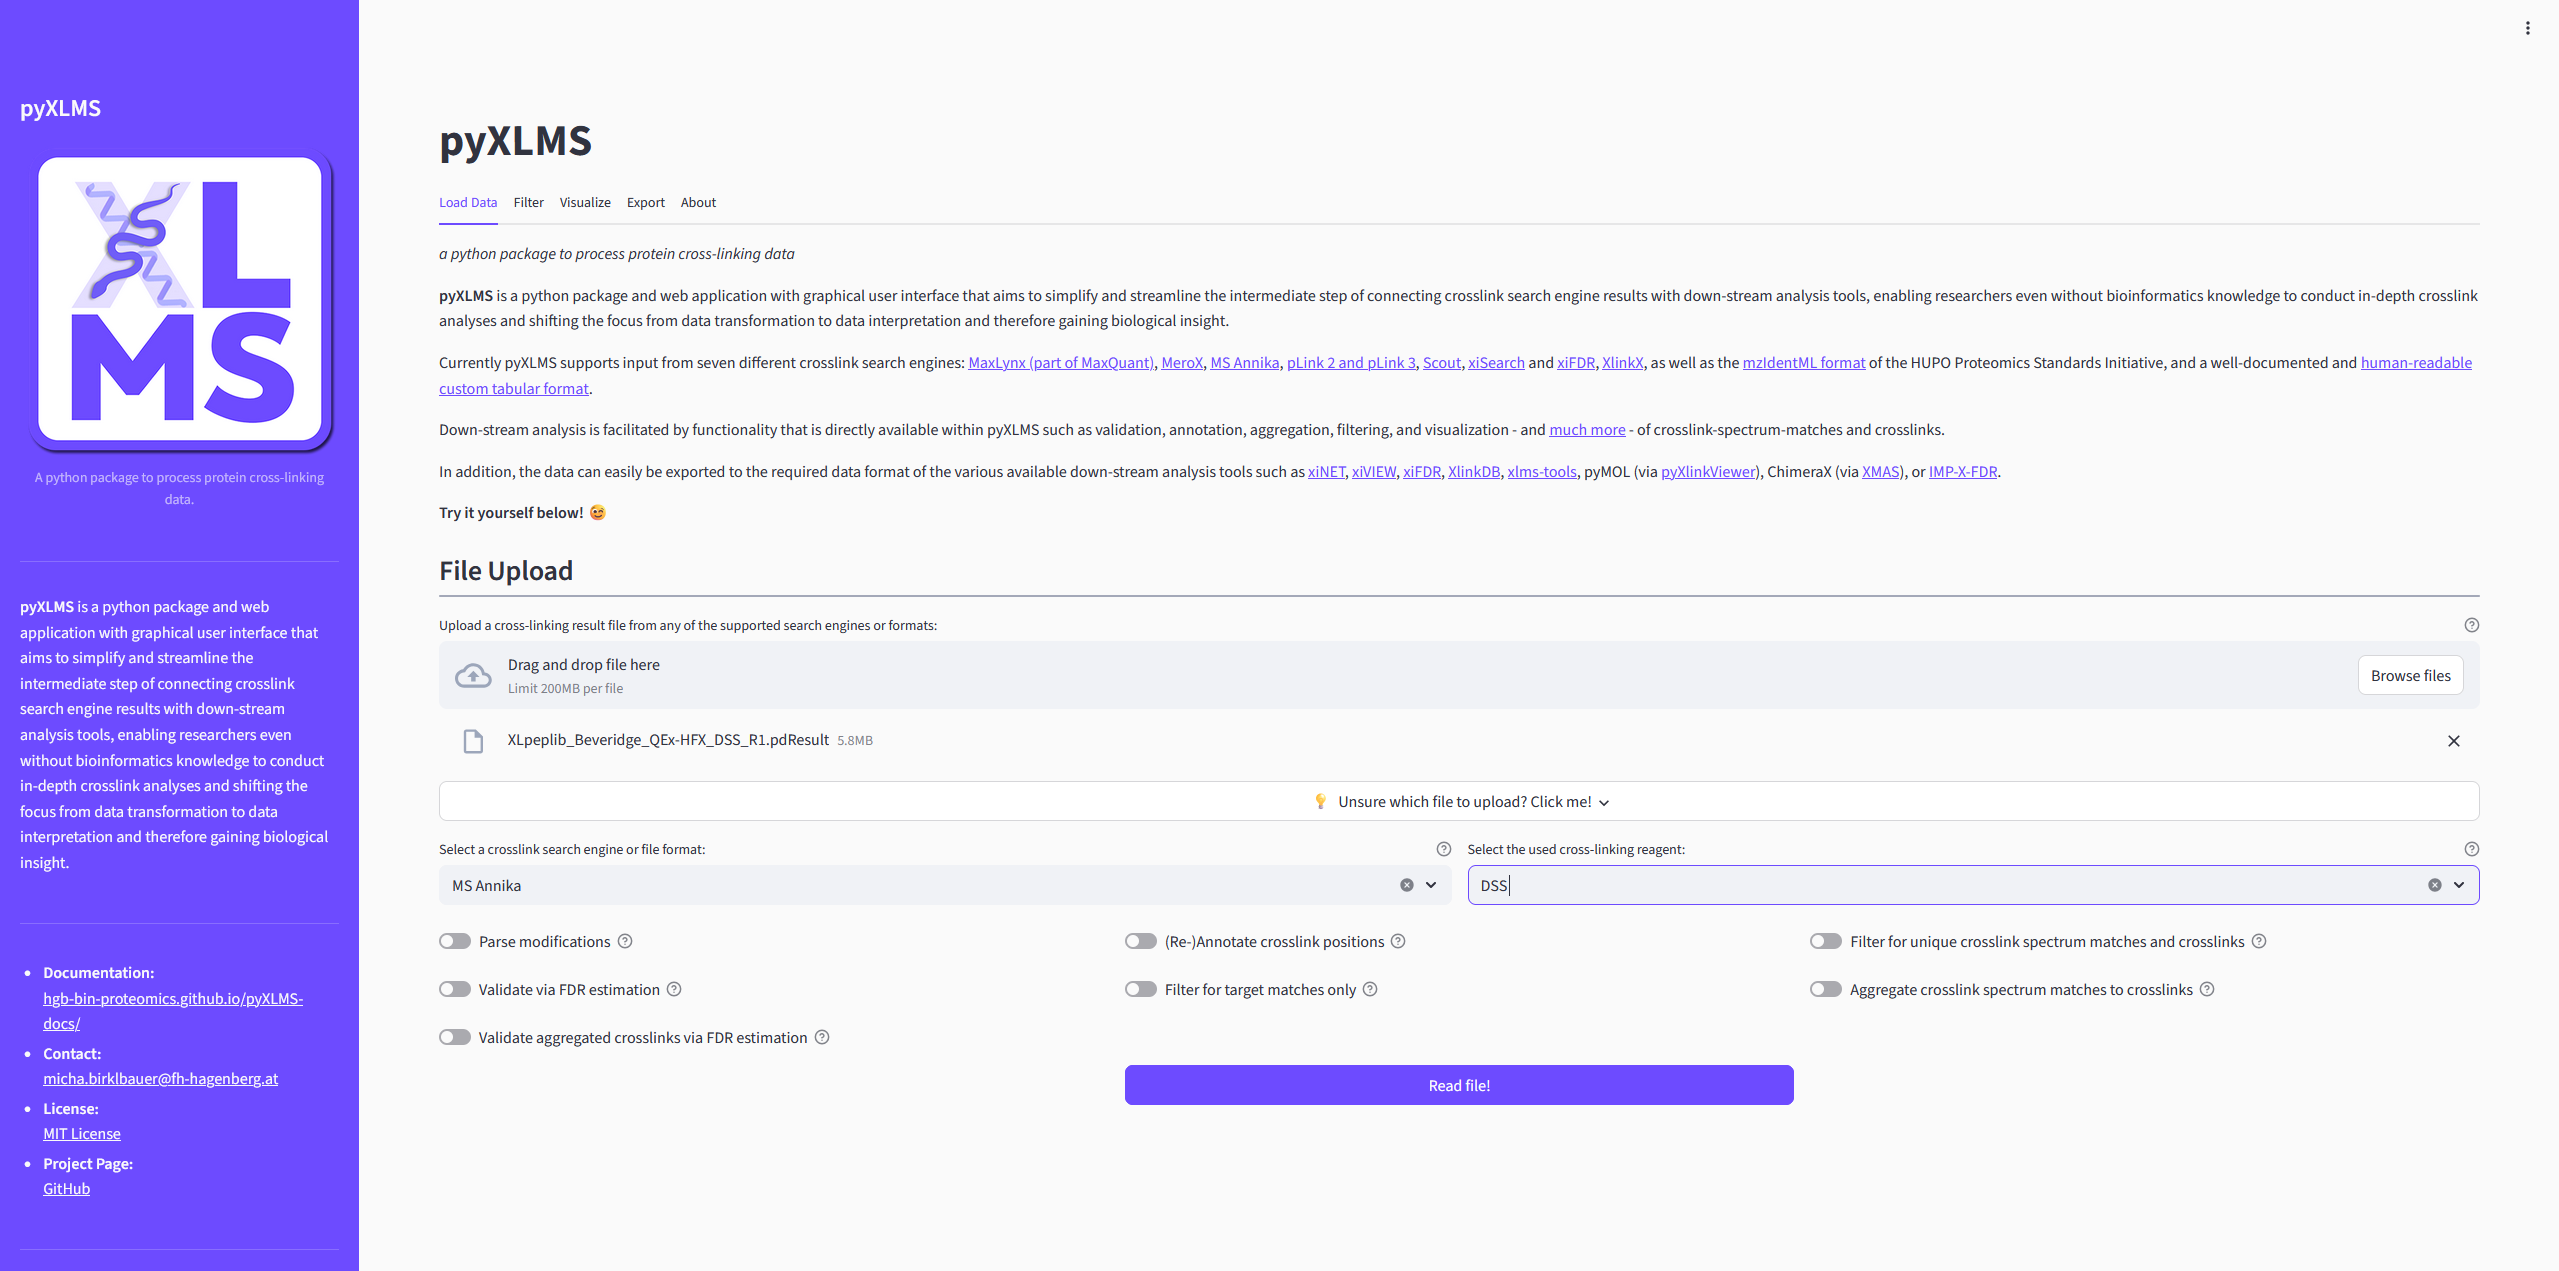 pyXLMS
XL
MS
A python package to process protein cross-linking
data.
pyXLMS is a python package and web
application with graphical user interface that
aims to simplify and streamline the
intermediate step of connecting crosslink
search engine results with down-stream
analysis tools, enabling researchers even
without bioinformatics knowledge to conduct
in-depth crosslink analyses and shifting the
focus from data transformation to data
interpretation and therefore gaining biological
insight.
Documentation:
hgb-bin-proteomics.github.io/pyXLMS-
docs/
Contact:
micha.birklbauer@fh-hagenberg.at
License:
MIT License
Project Page:
GitHub
pyXLMS
Load Data Filter Visualize Export About
a python package to process protein cross-linking data
pyXLMS is a python package and web application with graphical user interface that aims to simplify and streamline the intermediate step of connecting crosslink search engine results with down-stream analysis tools, enabling researchers even without bioinformatics knowledge to conduct in-depth crosslink
analyses and shifting the focus from data transformation to data interpretation and therefore gaining biological insight.
Currently pyXLMS supports input from seven different crosslink search engines: MaxLynx (part of MaxQuant), MeroX, MS Annika, pLink 2 and pLink 3, Scout, xiSearch and xiFDR, XlinkX, as well as the mzIdentML format of the HUPO Proteomics Standards Initiative, and a well-documented and human-readable
custom tabular format.
Down-stream analysis is facilitated by functionality that is directly available within pyXLMS such as validation, annotation, aggregation, filtering, and visualization - and much more - of crosslink-spectrum-matches and crosslinks.
In addition, the data can easily be exported to the required data format of the various available down-stream analysis tools such as xiNET, xiVIEW, xiFDR, XlinkDB, xlms-tools, pyMOL (via pyXlinkViewer), ChimeraX (via XMAS), or IMP-X-FDR.
Try it yourself below! 😉
File Upload
Upload a cross-linking result file from any of the supported search engines or formats:
Drag and drop file here
Limit 200MB per file
Browse files
XLpeplib_Beveridge_QEx-HFX_DSS_R1.pdResult 5.8MB
Unsure which file to upload? Click me!
Select a crosslink search engine or file format:
MS Annika
Select the used cross-linking reagent:
DSS
Parse modifications
(Re-)Annotate crosslink positions
Filter for unique crosslink spectrum matches and crosslinks
Validate via FDR estimation
Filter for target matches only
Aggregate crosslink spectrum matches to crosslinks
Validate aggregated crosslinks via FDR estimation
Read file!